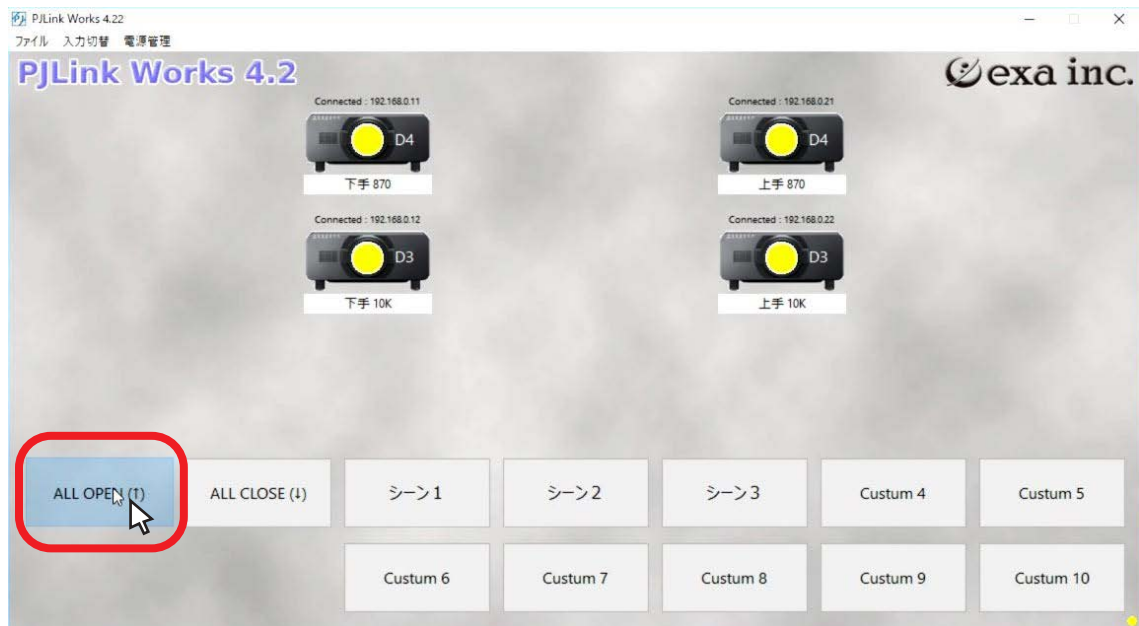 PJLink Works 4.22
ファイル 入力切替 電源管理
PJLink Works 4.2
exa inc.
Connected : 192.168.0.11
D4
下手 870
Connected : 192.168.0.21
D4
上手 870
Connected : 192.168.0.12
D3
下手 10K
Connected : 192.168.0.22
D3
上手 10K
ALL OPEN (↑)
ALL CLOSE (↓)
シーン1
シーン2
シーン3
Custum 4
Custum 5
Custum 6
Custum 7
Custum 8
Custum 9
Custum 10